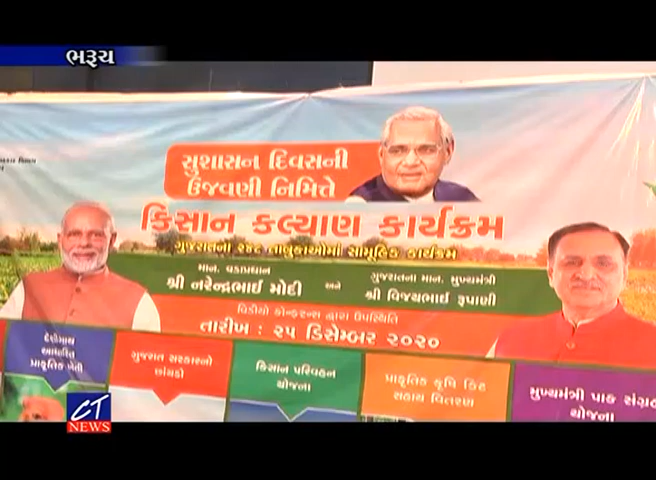 ભરૂચ
સુશાસન દિવસની
ઉજવણી નિમિત્તે
કિસાન કલ્યાણ કાર્યક્રમ
ગુજરાતના ૨૪૮ તાલુકાઓમાં સામૂહિક કાર્યક્રમ
માન. વડાપ્રધાન
શ્રી નરેન્દ્રભાઈ મોદી
અને
ગુજરાતના માન. મુખ્યમંત્રી
શ્રી વિજયભાઈ રૂપાણી
વિડીયો કોન્ફરન્સ દ્વારા ઉપસ્થિતિ
તારીખ : ૨૫ ડિસેમ્બર ૨૦૨૦
આધારિત
પ્રાકૃતિક ખેતી
ગુજરાત સરકારનો
કિસાન પરિવહન
યોજના
પ્રાકૃતિક કૃષિ કિટ
સહાય વિતરણ
મુખ્યમંત્રી પાક
યોજના
CT
NEWS